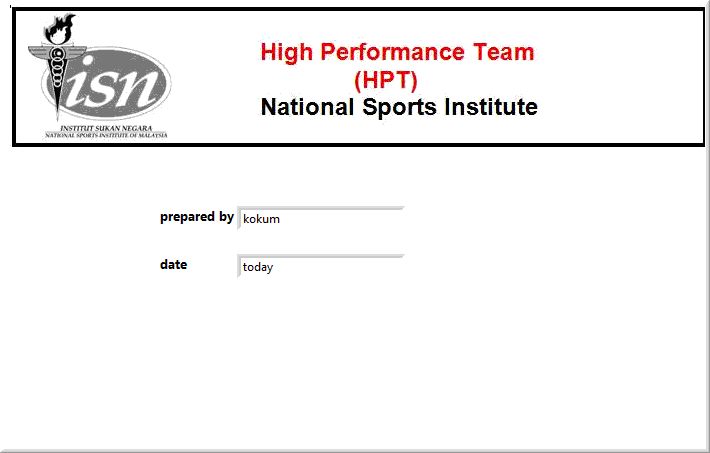 High Performance Team
(HPT)
National Sports Institute
isn
INSTITUT SUKAN NEGARA
NATIONAL SPORTS INSTITUTE OF MALAYSIA
prepared by kokum
date today